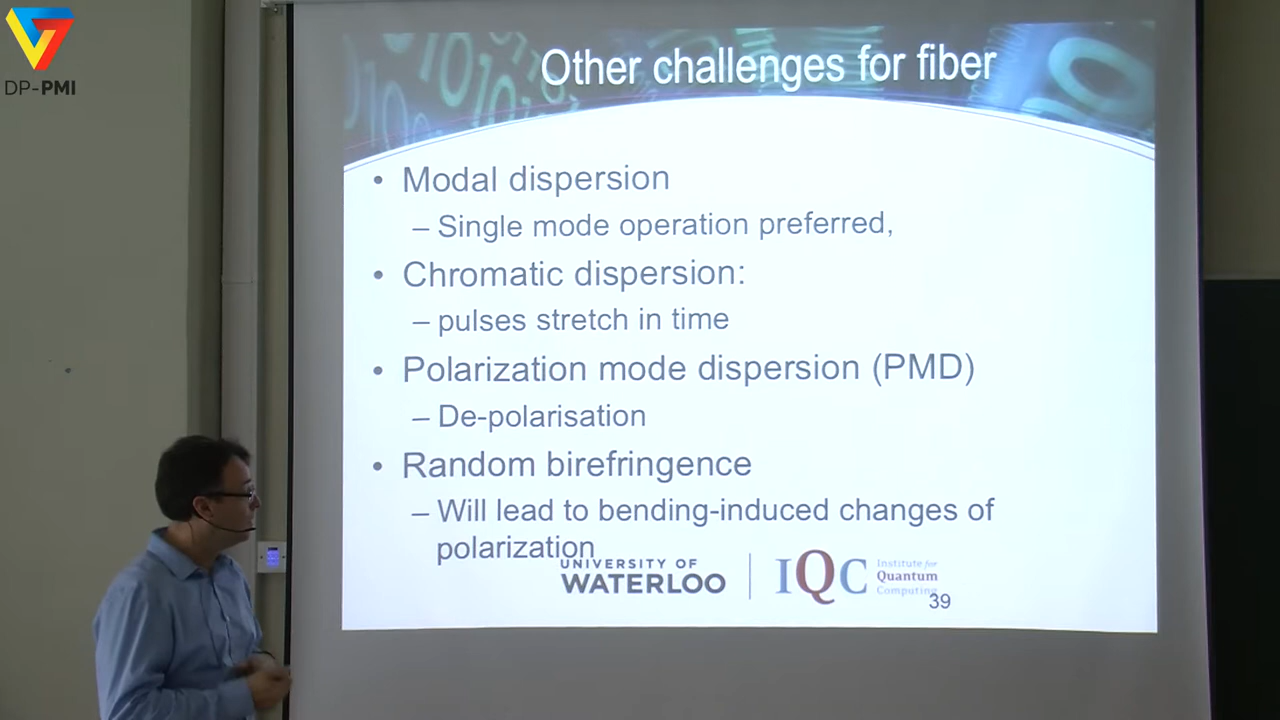 DP-PMI
Other challenges for fiber
• Modal dispersion
– Single mode operation preferred,
• Chromatic dispersion:
– pulses stretch in time
• Polarization mode dispersion (PMD)
– De-polarisation
• Random birefringence
– Will lead to bending-induced changes of
polarization
UNIVERSITY OF
WATERLOO
IQC
Institute for
Quantum
Computing
39